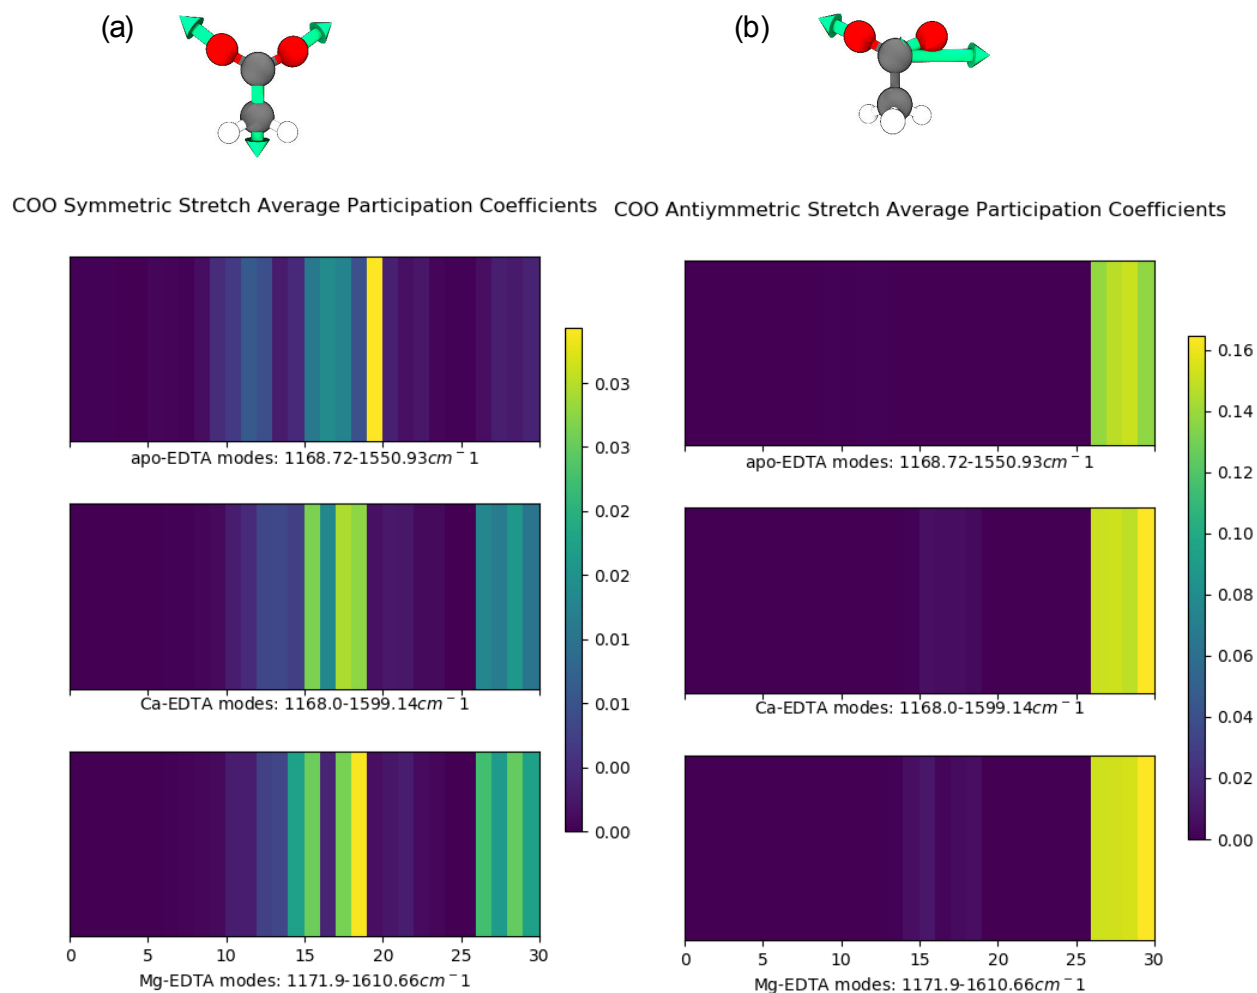 (a)
(b)
COO Symmetric Stretch Average Participation Coefficients
COO Antiymmetric Stretch Average Participation Coefficients
apo-EDTA modes: 1168.72-1550.93cm⁻1
apo-EDTA modes: 1168.72-1550.93cm⁻1
Ca-EDTA modes: 1168.0-1599.14cm⁻1
Ca-EDTA modes: 1168.0-1599.14cm⁻1
0.03
0.03
0.02
0.02
0.01
0.01
0.00
0.00
0.16
0.14
0.12
0.10
0.08
0.06
0.04
0.02
0.00
0 5 10 15 20 25 30
0 5 10 15 20 25 30
Mg-EDTA modes: 1171.9-1610.66cm⁻1
Mg-EDTA modes: 1171.9-1610.66cm⁻1